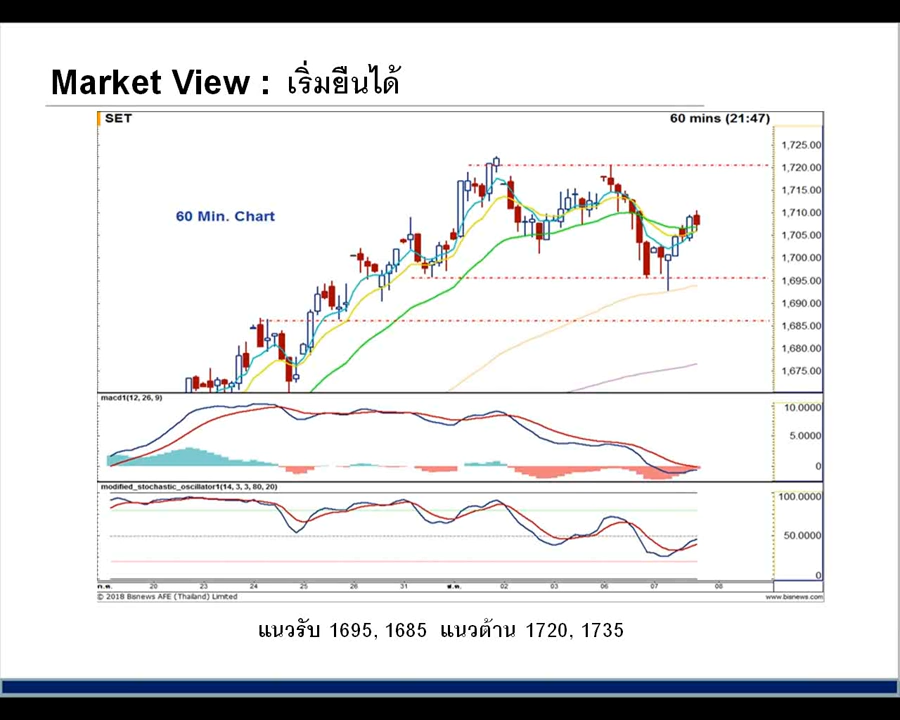 Market View : เริ่มยืนได้
SET
60 mins (21:47)
60 Min. Chart
1,725.00
1,720.00
1,715.00
1,710.00
1,705.00
1,700.00
1,695.00
1,690.00
1,685.00
1,680.00
1,675.00
macd1(12, 26, 9)
10.0000
5.0000
0
modified_stochastic_oscillator1(14, 3, 3, 80, 20)
100.0000
50.0000
0
ก.ค. 20 23 24 25 26 31 ส.ค. 02 03 06 07 08
© 2018 Bisnews AFE (Thailand) Limited
www.bisnews.com
แนวรับ 1695, 1685 แนวต้าน 1720, 1735